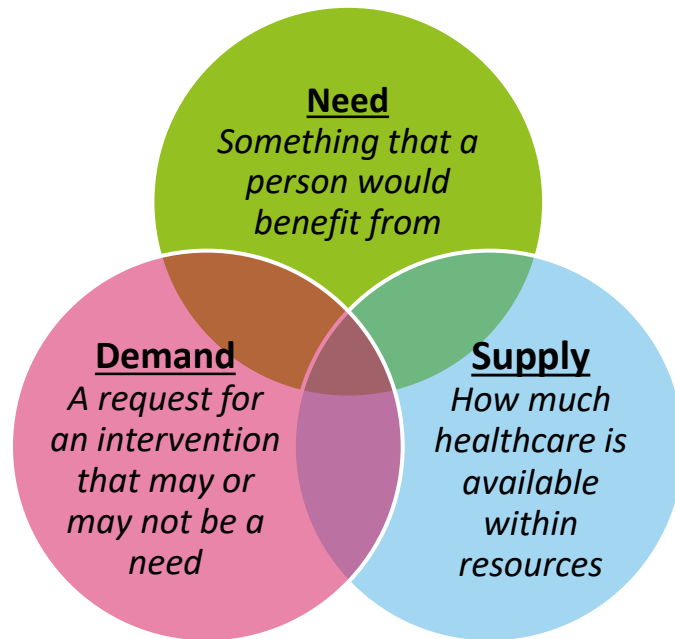 Need
Something that a
person would
benefit from
Demand
A request for
an intervention
that may or
may not be a
need
Supply
How much
healthcare is
available
within
resources